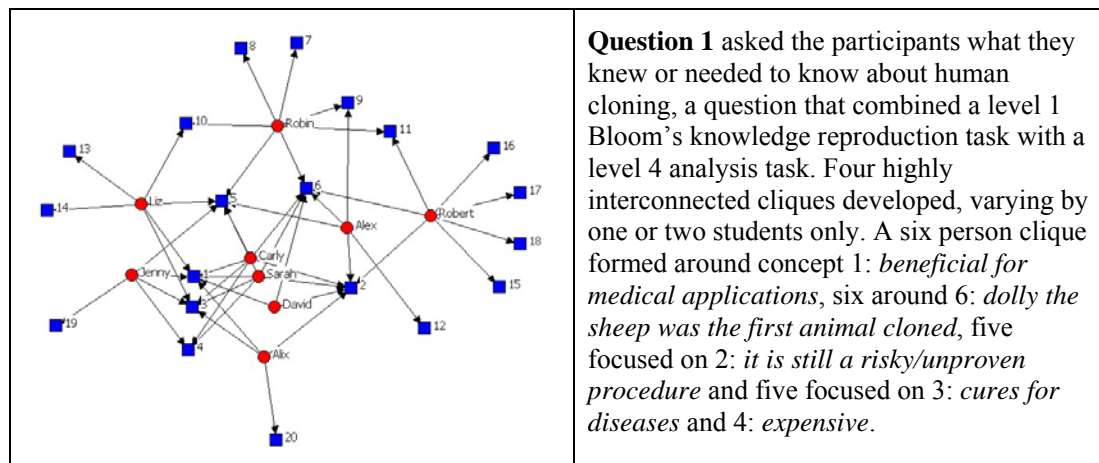 8
7
9
10
Robin
11
13
16
6
17
14
Liz
5
Robert
Alex
18
Carly
Jenny
1
Sarah
2
15
3
David
19
12
4
Alix
20
Question 1 asked the participants what they
knew or needed to know about human
cloning, a question that combined a level 1
Bloom's knowledge reproduction task with a
level 4 analysis task. Four highly
interconnected cliques developed, varying by
one or two students only. A six person clique
formed around concept 1: beneficial for
medical applications, six around 6: dolly the
sheep was the first animal cloned, five
focused on 2: it is still a risky/unproven
procedure and five focused on 3: cures for
diseases and 4: expensive.